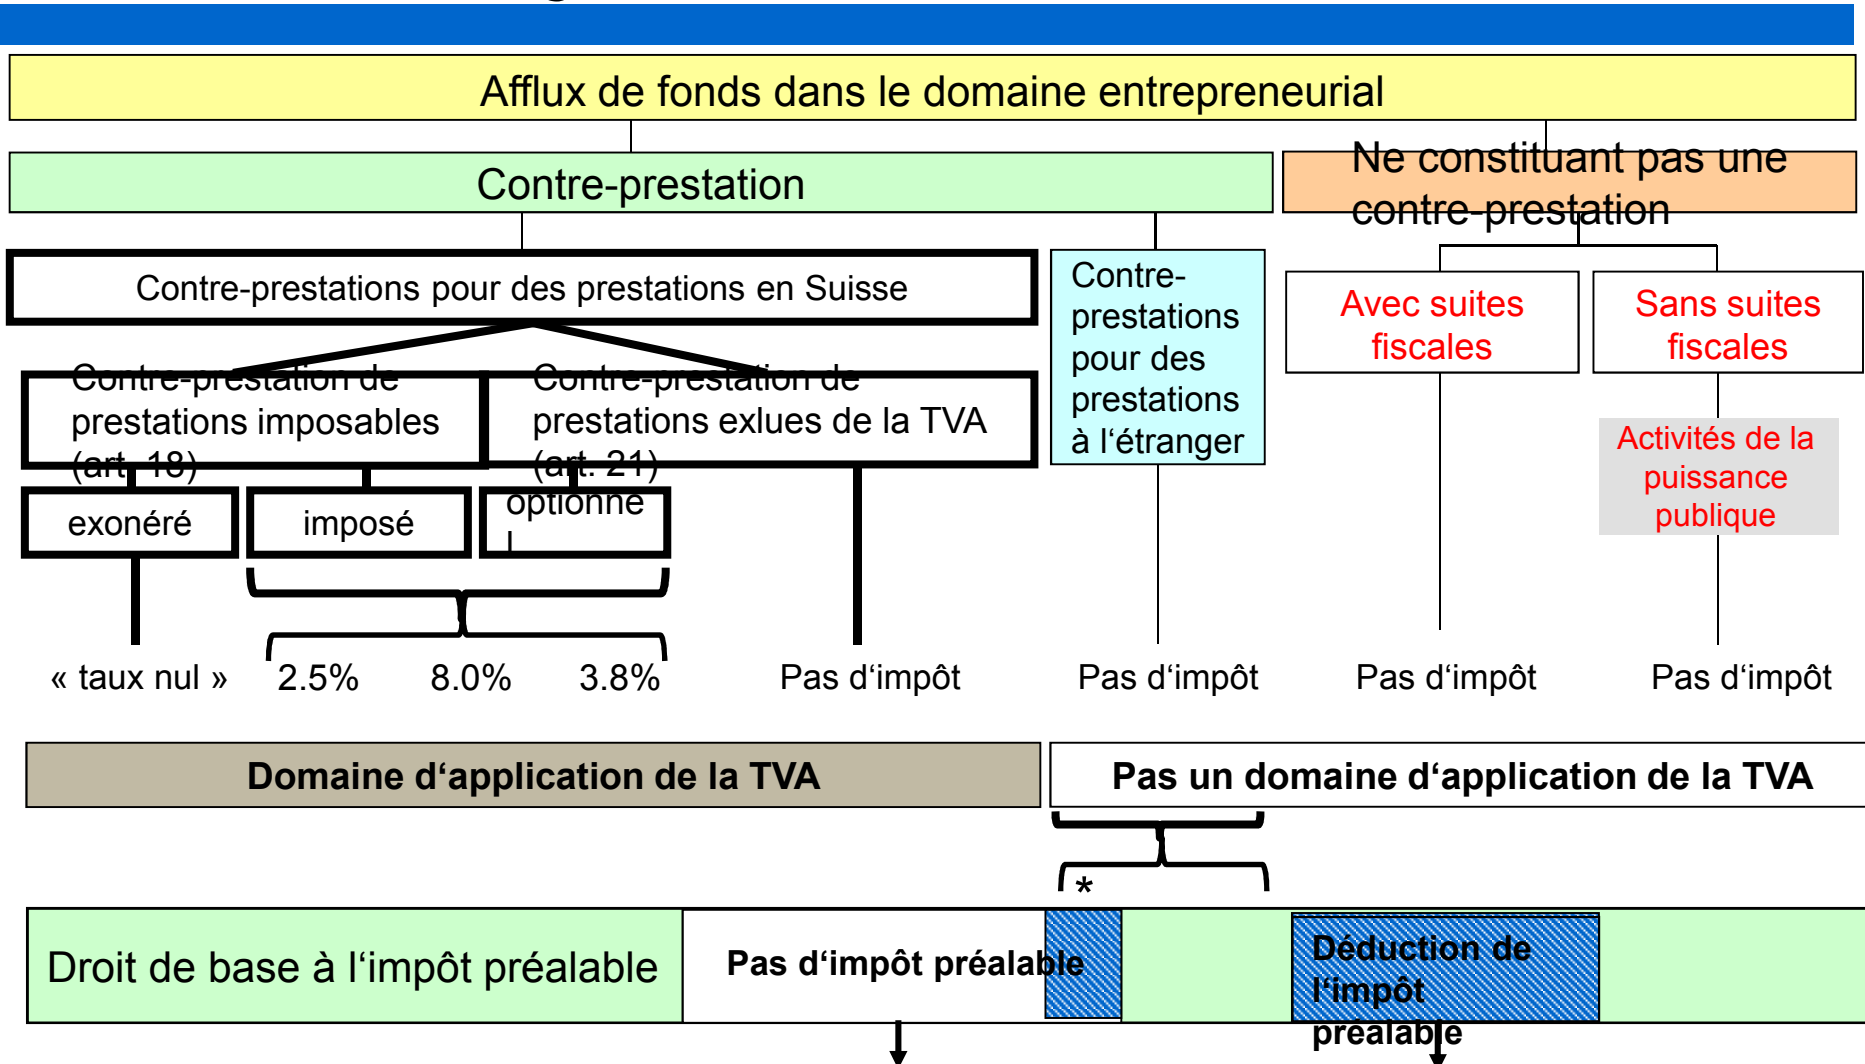 Afflux de fonds dans le domaine entrepreneurial
Contre-prestation
Ne constituant pas une
contre-prestation
Contre-prestations pour des prestations en Suisse
Contre-
prestations
pour des
prestations
à l‘étranger
Avec suites
fiscales
Sans suites
fiscales
Contre-prestation de
prestations imposables
(art. 18)
Contre-prestation de
prestations exlues de la TVA
(art. 21)
Activités de la
puissance
publique
exonéré
imposé
optionne
l
« taux nul »
2.5%
8.0%
3.8%
Pas d‘impôt
Pas d‘impôt
Pas d‘impôt
Pas d‘impôt
Domaine d‘application de la TVA
Pas un domaine d‘application de la TVA
*
Droit de base à l‘impôt préalable
Pas d‘impôt préalable
Déduction de
l‘impôt
préalable